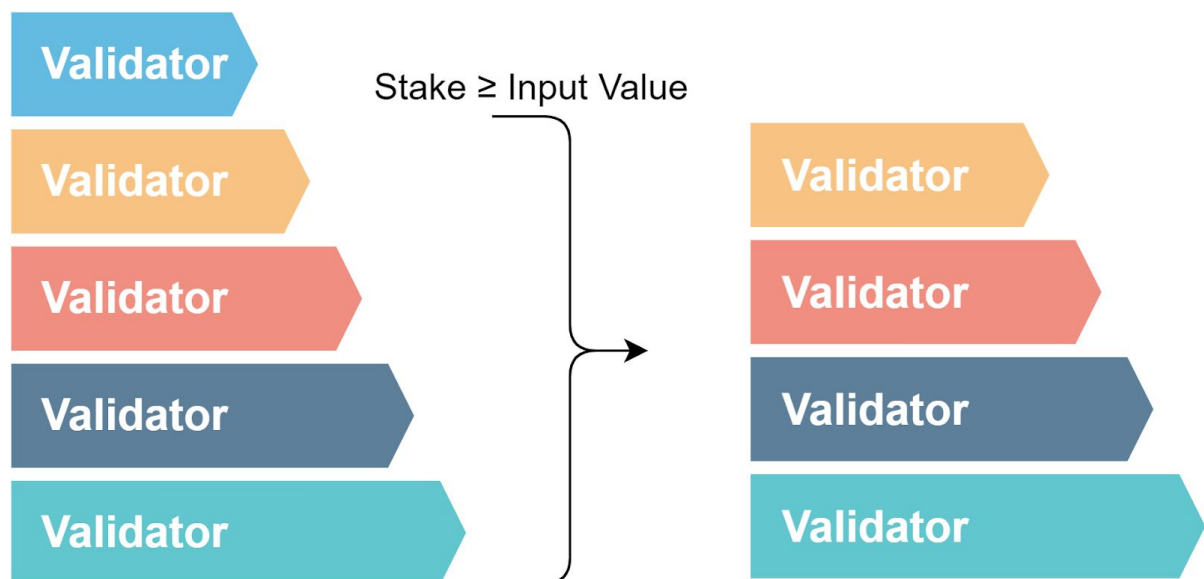 Validator
Stake ≥ Input Value
Validator
Validator
Validator
Validator
Validator
Validator
Validator
Validator